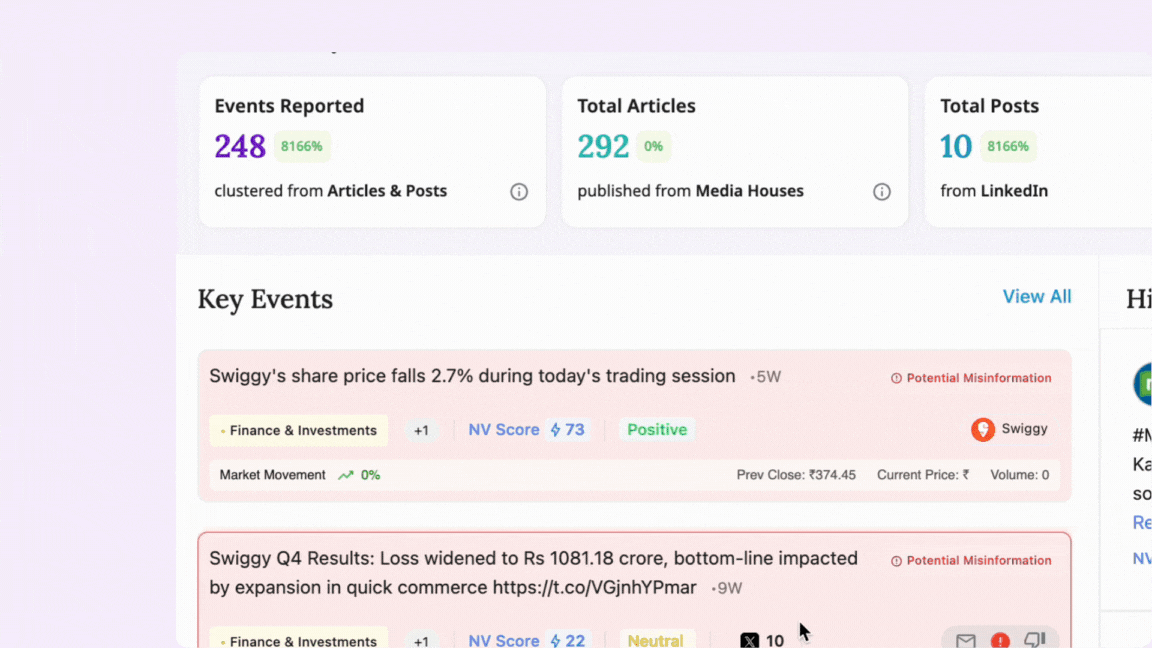 Events Reported
248 8166%
clustered from Articles & Posts
Total Articles
292 0%
published from Media Houses
Total Posts
10 8166%
from LinkedIn
Key Events
View All
Swiggy's share price falls 2.7% during today's trading session •5W
Potential Misinformation
• Finance & Investments +1 NV Score 73 Positive
Swiggy
Market Movement 0% Prev Close: ₹374.45 Current Price: ₹ Volume: 0
Swiggy Q4 Results: Loss widened to Rs 1081.18 crore, bottom-line impacted
by expansion in quick commerce https://t.co/VGjnhYPmar •9W
Potential Misinformation
• Finance & Investments +1 NV Score 22 Neutral X 10
Hi
#M
Ka
so
Re
NV